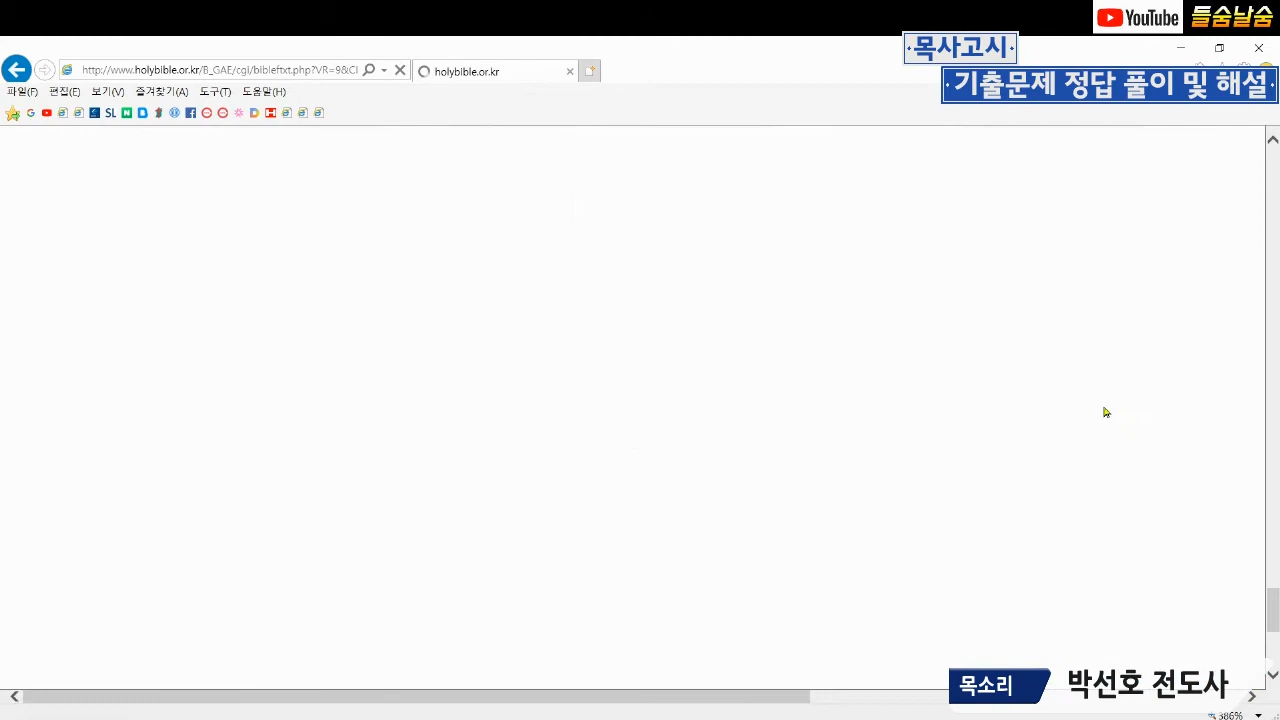 YouTube 들숨날숨
목사고시
기출문제 정답 풀이 및 해설
http://www.holybible.or.kr/B_GAE/cgi/bibleftxt.php?VR=9&CI
holybible.or.kr
파일(F) 편집(E) 보기(V) 즐겨찾기(A) 도구(T) 도움말(H)
SL
목소리 박선호 전도사
386%